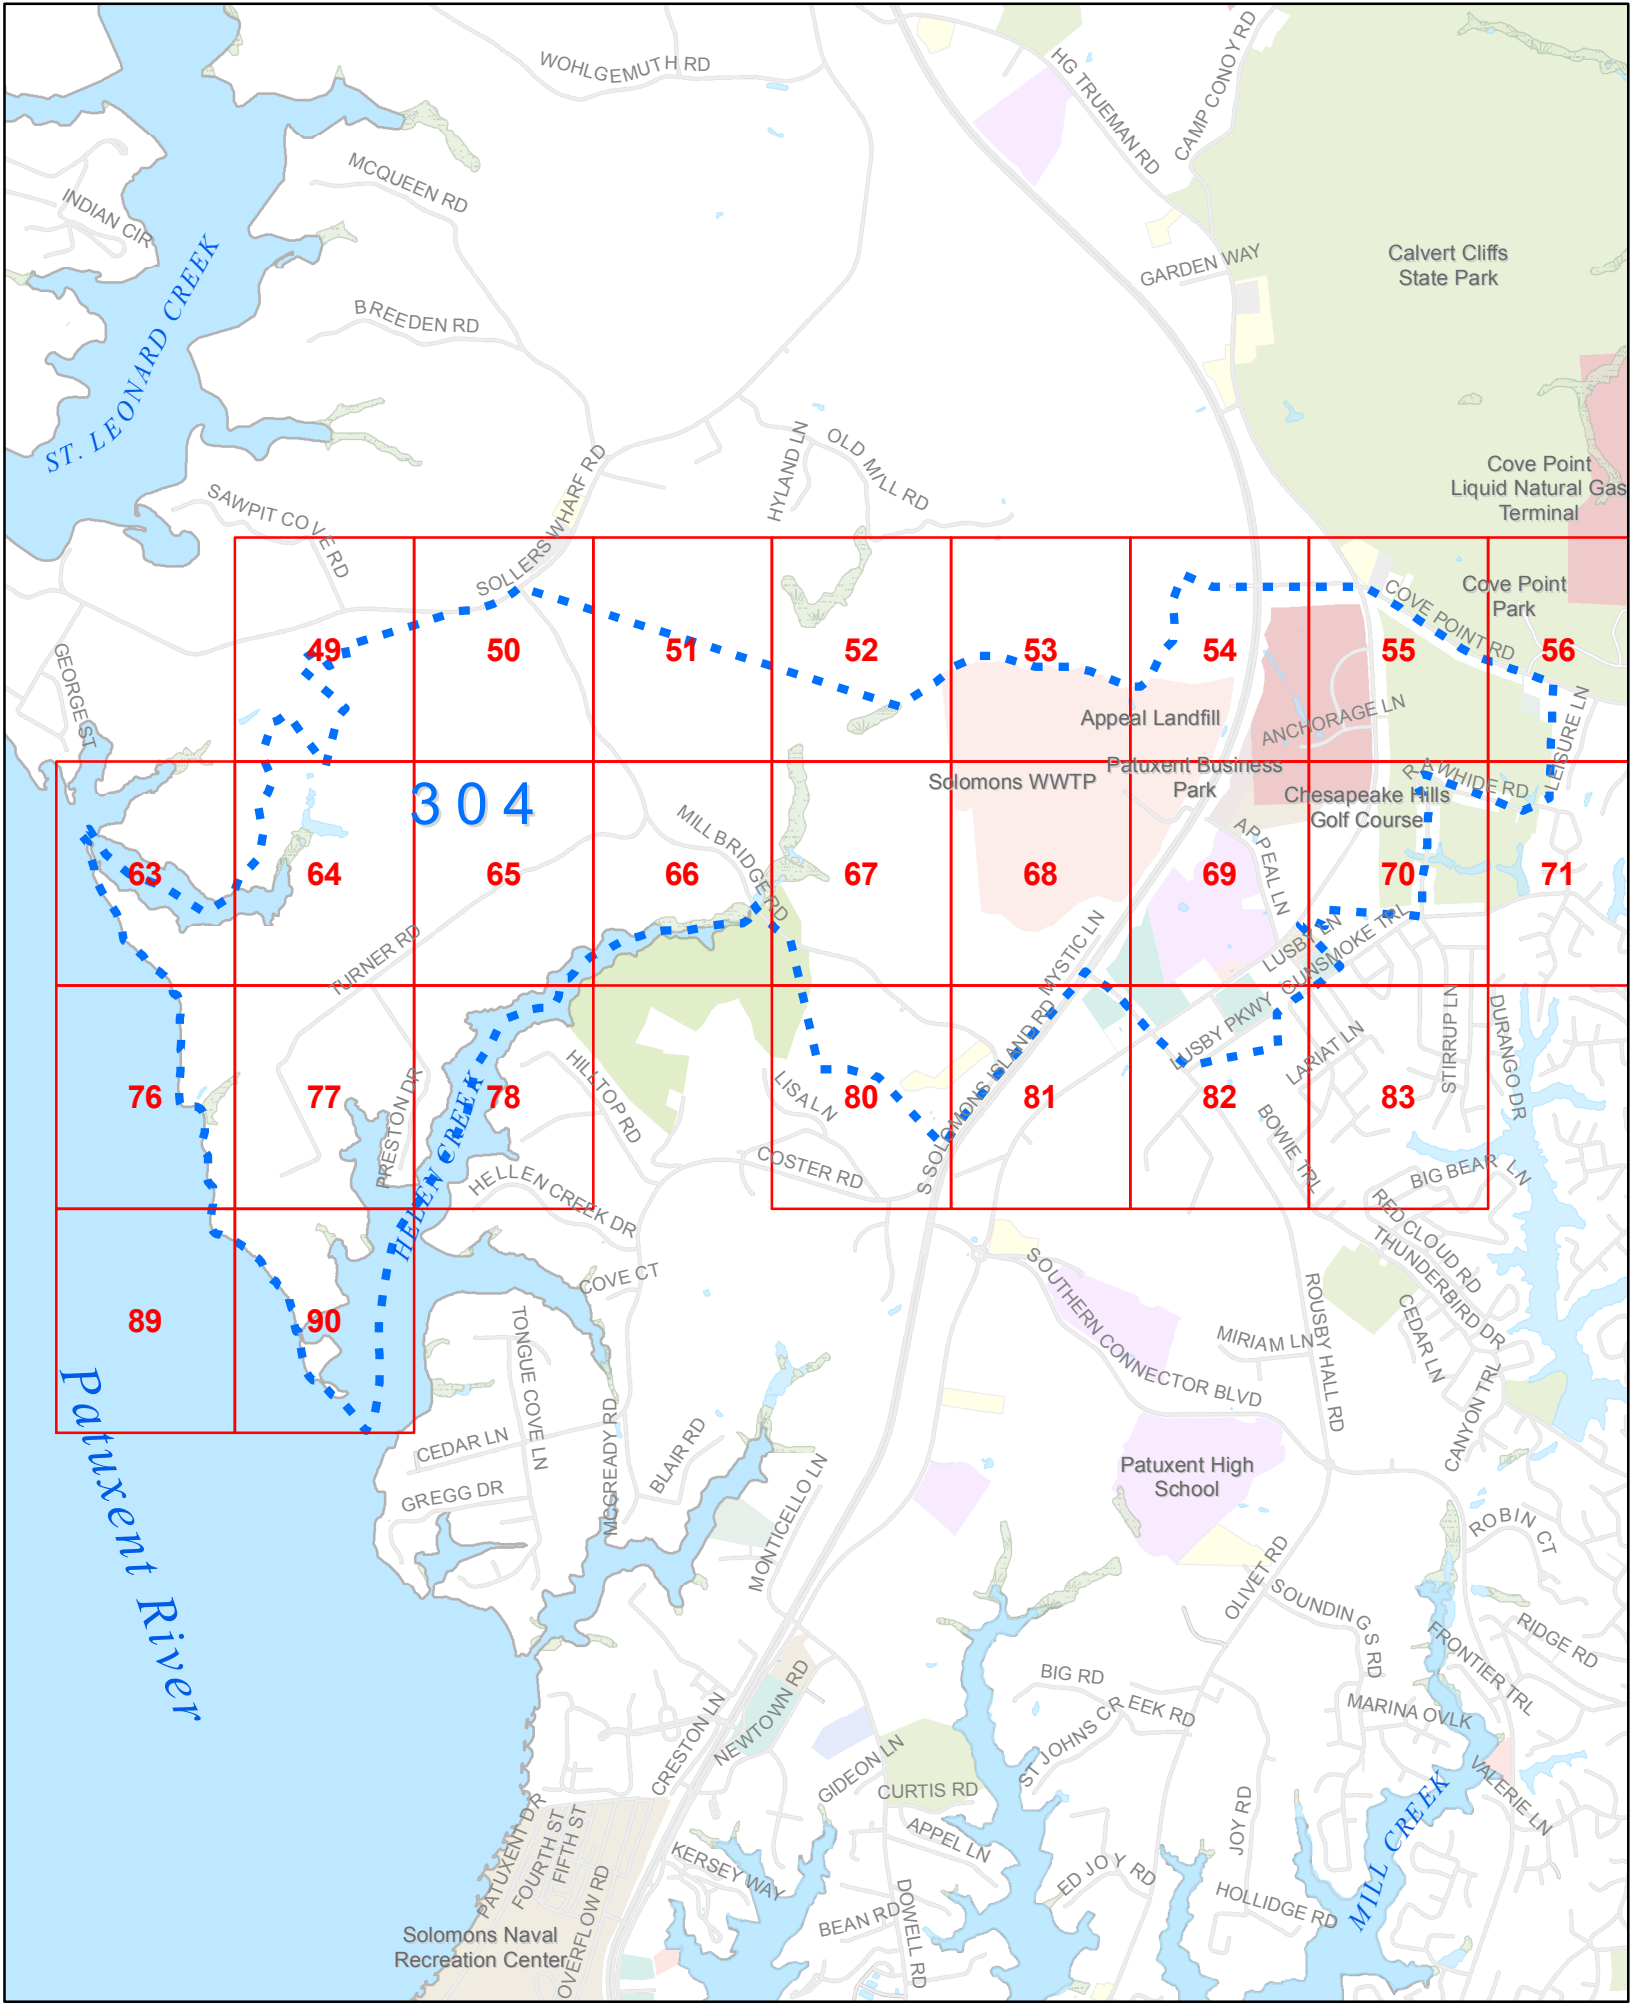 WOHLGEMUTH RD
HG TRUEMAN RD
CAMP CONOY RD
MCQUEEN RD
INDIAN CIR
ST. LEONARD CREEK
GARDEN WAY
Calvert Cliffs
State Park
BREEDEN RD
HYLAND LN
OLD MILL RD
Cove Point
Liquid Natural Gas
Terminal
SAWPIT COVE RD
SOLLERS WHARF RD
Cove Point
Park
COVE POINT RD
GEORGE ST
49
50
51
52
53
54
55
56
Appeal Landfill
ANCHORAGE LN
LEISURE LN
Solomons WWTP
Patuxent Business
Park
RAWHIDE RD
304
Chesapeake Hills
Golf Course
MILL BRIDGE RD
APPEAL LN
63
64
65
66
67
68
69
70
71
TURNER RD
MYSTIC LN
LUSBY LN
GUNSMOKE TRL
LUSBY PKWY
S SOLOMONS ISLAND RD
LARIAT LN
STIRRUP LN
DURANGO DR
HILLTOP RD
LISA LN
PRESTON DR
HELEN CREEK
76
77
78
80
81
82
83
BOWIE TRL
COSTER RD
HELLEN CREEK DR
BIG BEAR LN
RED CLOUD RD
THUNDERBIRD DR
COVE CT
SOUTHERN CONNECTOR BLVD
ROUSBY HALL RD
CEDAR LN
MIRIAM LN
89
90
TONGUE COVE LN
CANYON TRL
Patuxent River
CEDAR LN
MCCREADY RD
BLAIR RD
GREGG DR
MONTICELLO LN
Patuxent High
School
ROBIN CT
OLIVET RD
SOUNDINGS RD
RIDGE RD
FRONTIER TRL
BIG RD
ST JOHNS CREEK RD
MARINA OVLK
NEWTOWN RD
CRESTON LN
GIDEON LN
CURTIS RD
VALERIE LN
MILL CREEK
JOY RD
PATUXENT DR
FOURTH ST
FIFTH ST
APPEL LN
KERSEY WAY
ED JOY RD
HOLLIDGE RD
OVERFLOW RD
BEAN RD
DOWELL RD
Solomons Naval
Recreation Center